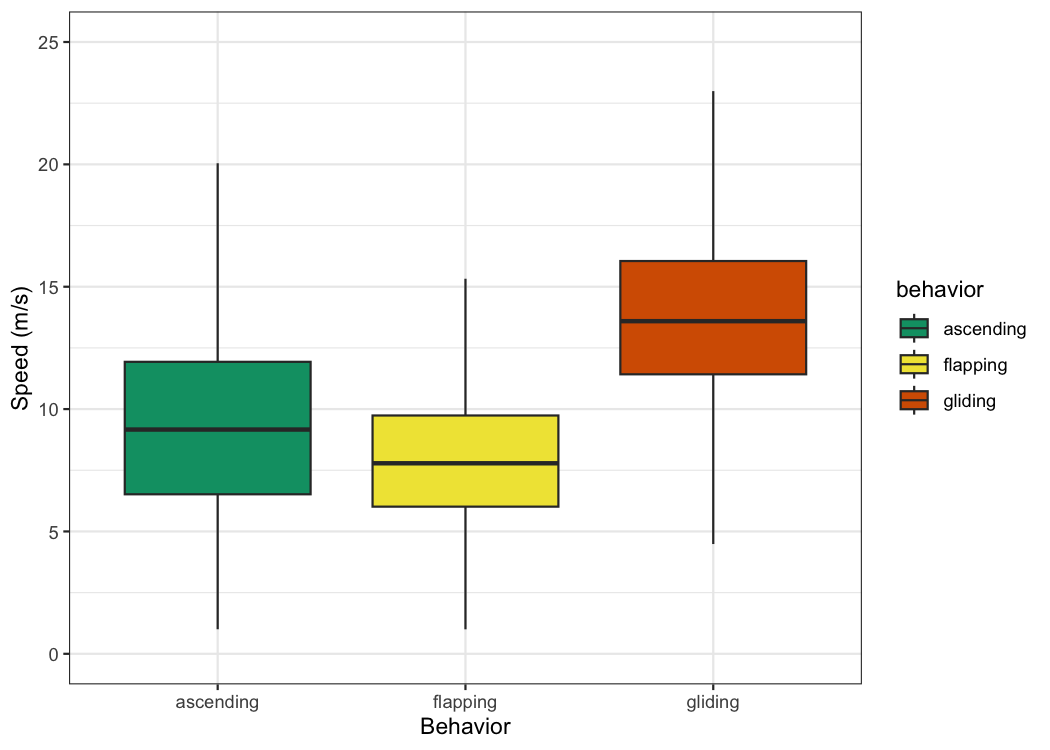 25
20
15
10
5
0
Speed (m/s)
ascending
flapping
gliding
Behavior
behavior
ascending
flapping
gliding